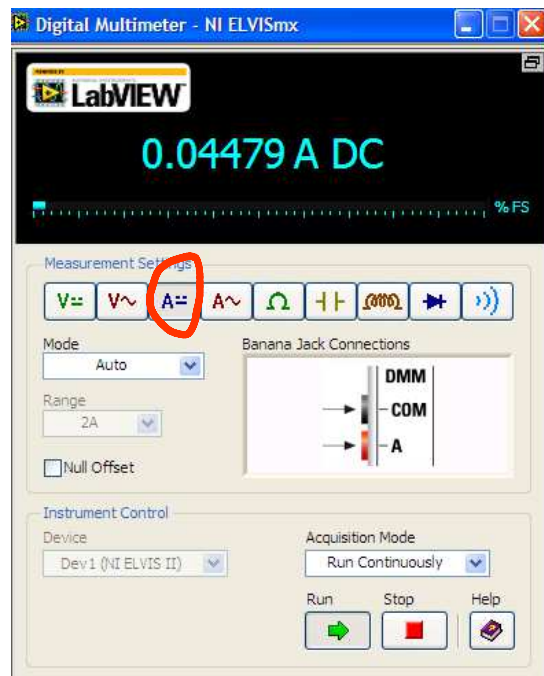 Digital Multimeter - NI ELVISmx
LabVIEW
0.04479 A DC
% FS
Measurement Settings
V= V~ A= A~ Ω
Mode
Auto
Range
2A
Null Offset
Banana Jack Connections
DMM
COM
A
Instrument Control
Device
Dev1 (NI ELVIS II)
Acquisition Mode
Run Continuously
Run Stop Help